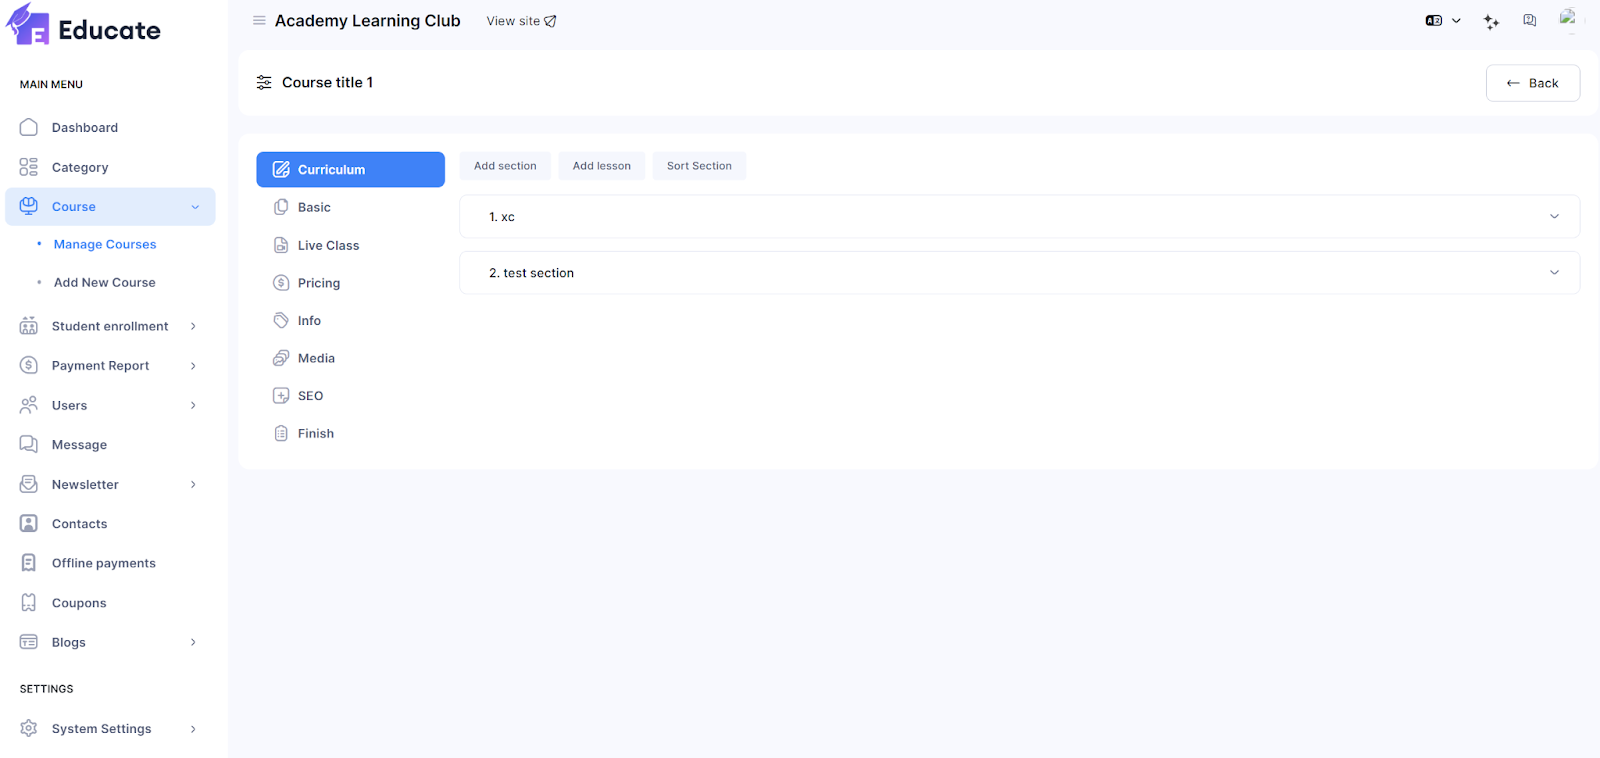 Educate
Academy Learning Club
View site
MAIN MENU
Course title 1
Back
Dashboard
Category
Course
Manage Courses
Add New Course
Student enrollment
Payment Report
Users
Message
Newsletter
Contacts
Offline payments
Coupons
Blogs
SETTINGS
System Settings
Curriculum
Basic
Live Class
Pricing
Info
Media
SEO
Finish
Add section
Add lesson
Sort Section
1. xc
2. test section